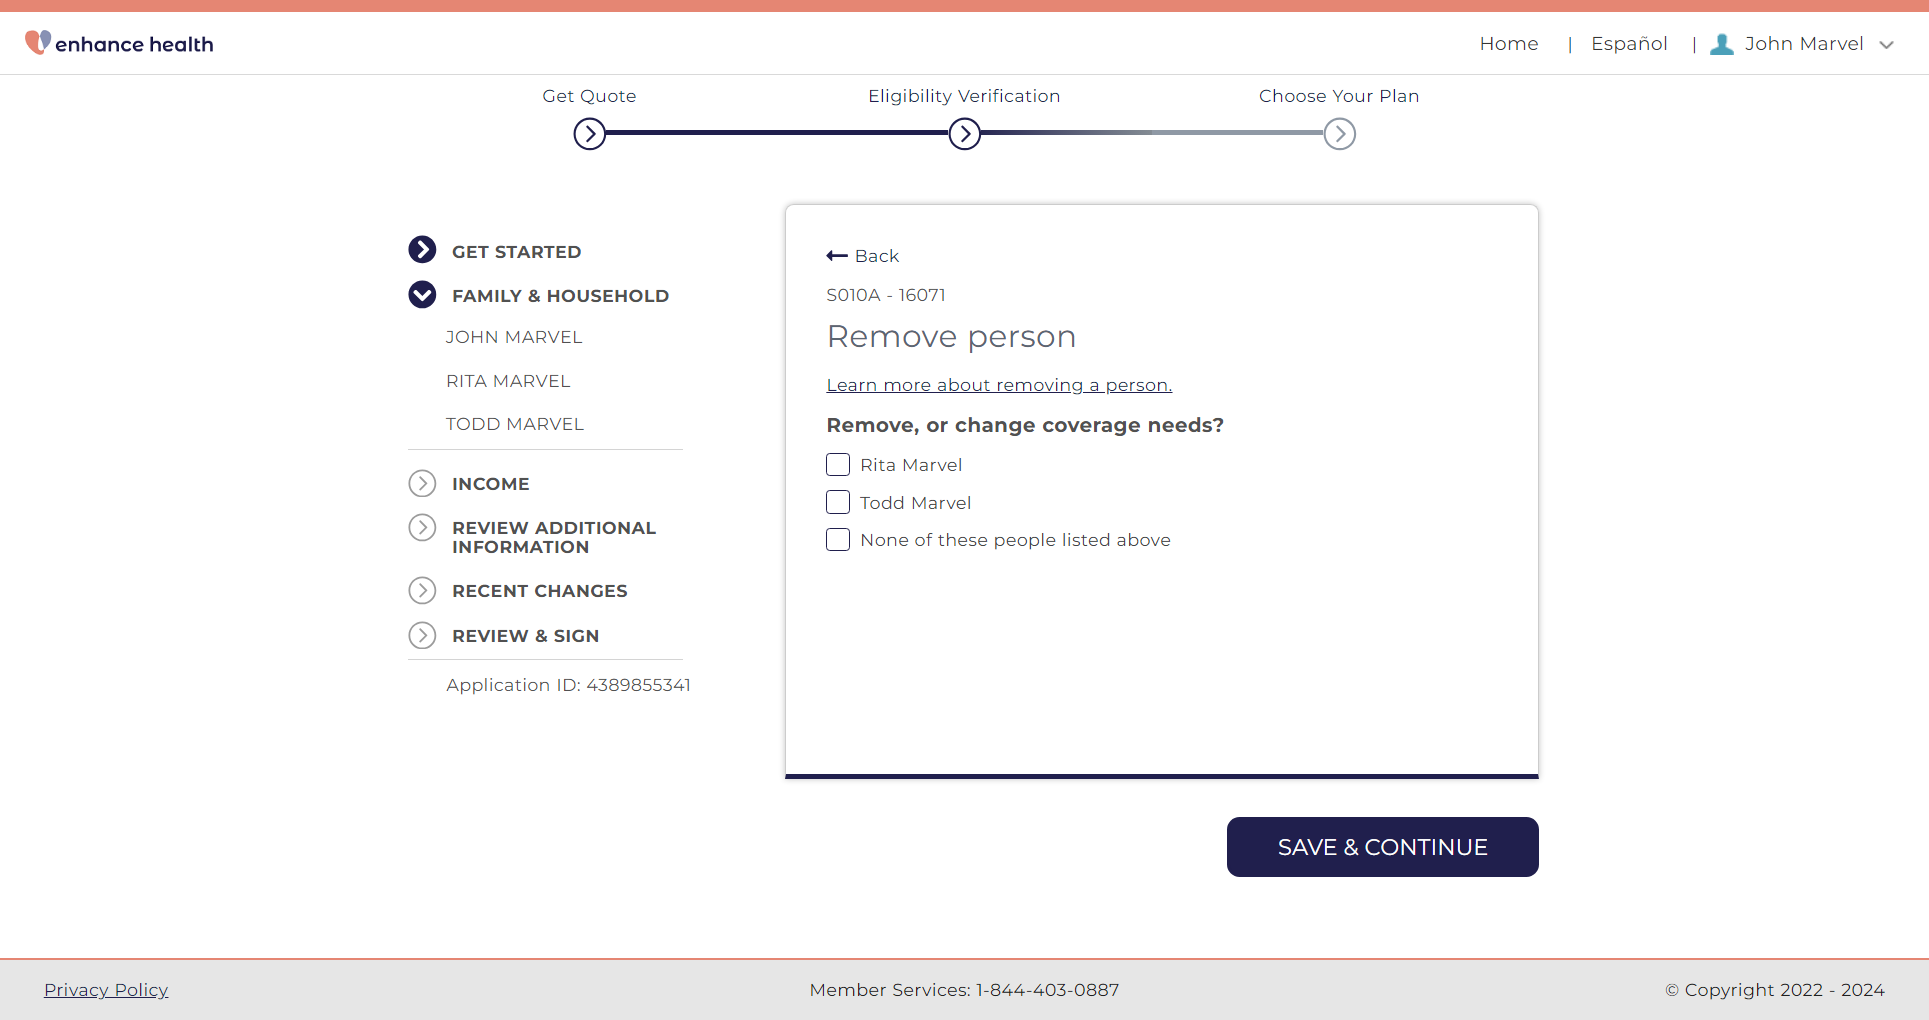 enhance health
Home | Español | John Marvel
Get Quote
Eligibility Verification
Choose Your Plan
GET STARTED
FAMILY & HOUSEHOLD
JOHN MARVEL
RITA MARVEL
TODD MARVEL
INCOME
REVIEW ADDITIONAL
INFORMATION
RECENT CHANGES
REVIEW & SIGN
Application ID: 4389855341
Back
S010A - 16071
Remove person
Learn more about removing a person.
Remove, or change coverage needs?
Rita Marvel
Todd Marvel
None of these people listed above
SAVE & CONTINUE
Privacy Policy
Member Services: 1-844-403-0887
© Copyright 2022 - 2024